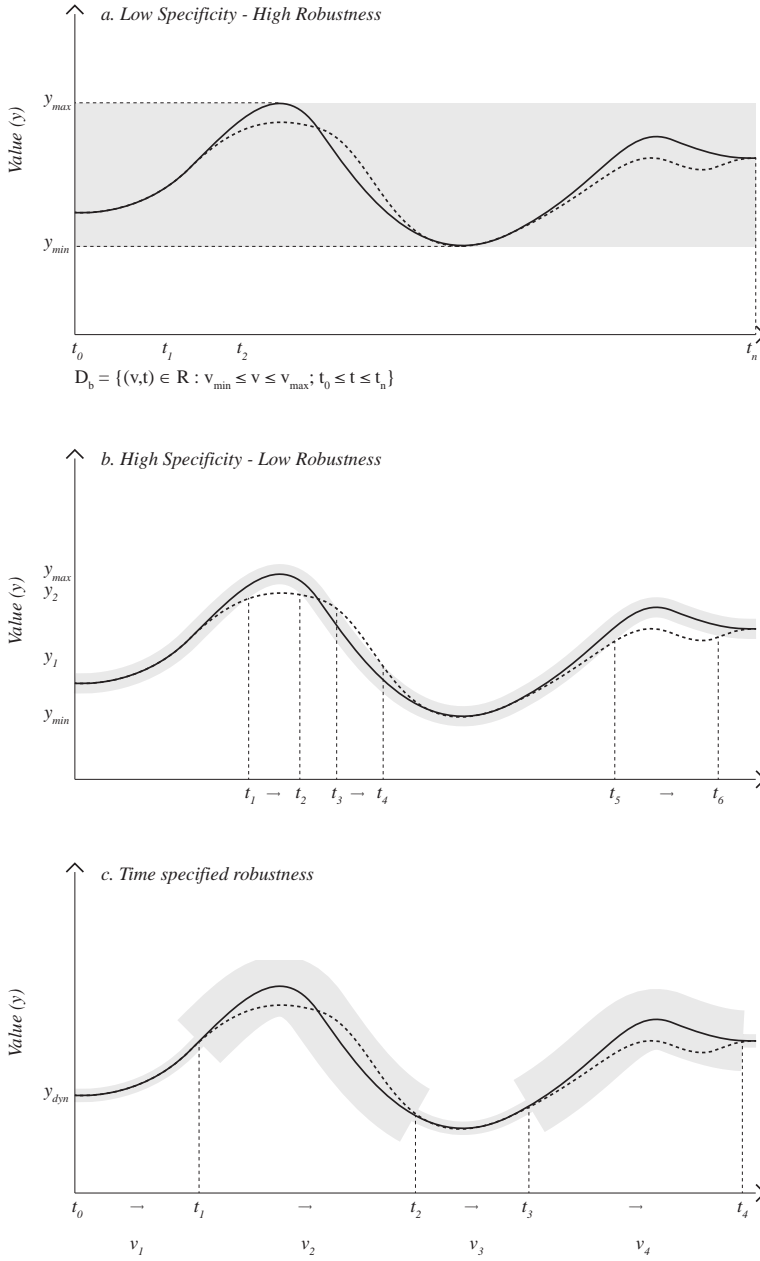 a. Low Specificity - High Robustness
Value (y)
y_max
y_min
t_0 t_1 t_2 t_n
D_b = {(v,t) ∈ R : v_min ≤ v ≤ v_max; t_0 ≤ t ≤ t_n}
b. High Specificity - Low Robustness
Value (y)
y_max
y_2
y_1
y_min
t_1 → t_2 t_3 → t_4 t_5 → t_6
c. Time specified robustness
Value (y)
y_dyn
t_0 → t_1 → t_2 → t_3 → t_4
v_1 v_2 v_3 v_4